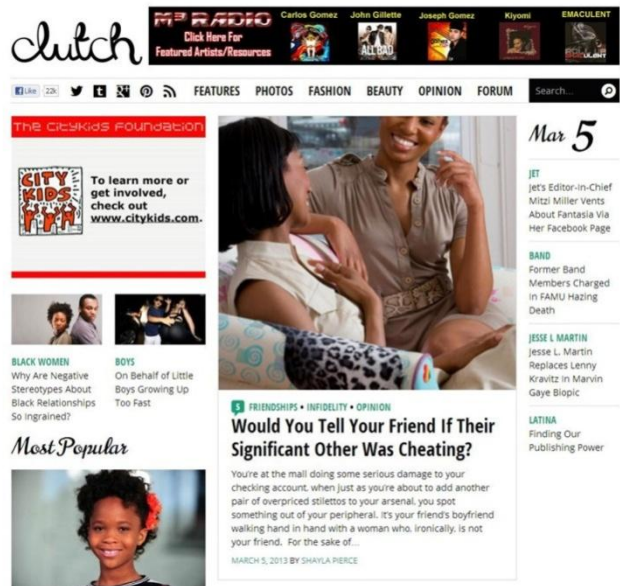 clutch
M³ RADIO
Click Here For
Featured Artists/Resources
Carlos Gomez
John Gillette
ALL BAD
Joseph Gomez
Kiyomi
EMACULENT
Like 22k
FEATURES PHOTOS FASHION BEAUTY OPINION FORUM
Search...
The CityKids Foundation
CITY
KIDS
To learn more or
get involved,
check out
www.citykids.com.
BLACK WOMEN
Why Are Negative
Stereotypes About
Black Relationships
So Ingrained?
BOYS
On Behalf of Little
Boys Growing Up
Too Fast
Most Popular
5 FRIENDSHIPS • INFIDELITY • OPINION
Would You Tell Your Friend If Their
Significant Other Was Cheating?
You're at the mall doing some serious damage to your
checking account, when just as you're about to add another
pair of overpriced stilettos to your arsenal, you spot
something out of your peripheral. It's your friend's boyfriend
walking hand in hand with a woman who, ironically, is not
your friend. For the sake of...
MARCH 5, 2013 BY SHAYLA PIERCE
Mar 5
JET
Jet's Editor-in-Chief
Mitzi Miller Vents
About Fantasia Via
Her Facebook Page
BAND
Former Band
Members Charged
In FAMU Hazing
Death
JESSE L MARTIN
Jesse L. Martin
Replaces Lenny
Kravitz In Marvin
Gaye Biopic
LATINA
Finding Our
Publishing Power